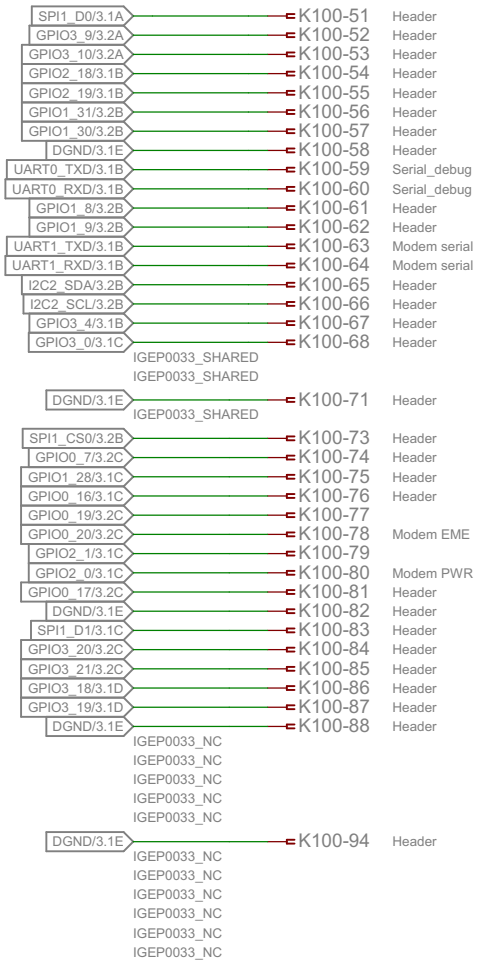 SPI1_D0/3.1A K100-51 Header
GPIO3_9/3.2A K100-52 Header
GPIO3_10/3.2A K100-53 Header
GPIO2_18/3.1B K100-54 Header
GPIO2_19/3.1B K100-55 Header
GPIO1_31/3.2B K100-56 Header
GPIO1_30/3.2B K100-57 Header
DGND/3.1E K100-58 Header
UART0_TXD/3.1B K100-59 Serial_debug
UART0_RXD/3.1B K100-60 Serial_debug
GPIO1_8/3.2B K100-61 Header
GPIO1_9/3.2B K100-62 Header
UART1_TXD/3.1B K100-63 Modem serial
UART1_RXD/3.1B K100-64 Modem serial
I2C2_SDA/3.2B K100-65 Header
I2C2_SCL/3.2B K100-66 Header
GPIO3_4/3.1B K100-67 Header
GPIO3_0/3.1C K100-68 Header
IGEP0033_SHARED
IGEP0033_SHARED
DGND/3.1E K100-71 Header
IGEP0033_SHARED
SPI1_CS0/3.2B K100-73 Header
GPIO0_7/3.2C K100-74 Header
GPIO1_28/3.1C K100-75 Header
GPIO0_16/3.1C K100-76 Header
GPIO0_19/3.2C K100-77
GPIO0_20/3.2C K100-78 Modem EME
GPIO2_1/3.1C K100-79
GPIO2_0/3.1C K100-80 Modem PWR
GPIO0_17/3.2C K100-81 Header
DGND/3.1E K100-82 Header
SPI1_D1/3.1C K100-83 Header
GPIO3_20/3.2C K100-84 Header
GPIO3_21/3.2C K100-85 Header
GPIO3_18/3.1D K100-86 Header
GPIO3_19/3.1D K100-87 Header
DGND/3.1E K100-88 Header
IGEP0033_NC
IGEP0033_NC
IGEP0033_NC
IGEP0033_NC
IGEP0033_NC
DGND/3.1E K100-94 Header
IGEP0033_NC
IGEP0033_NC
IGEP0033_NC
IGEP0033_NC
IGEP0033_NC
IGEP0033_NC